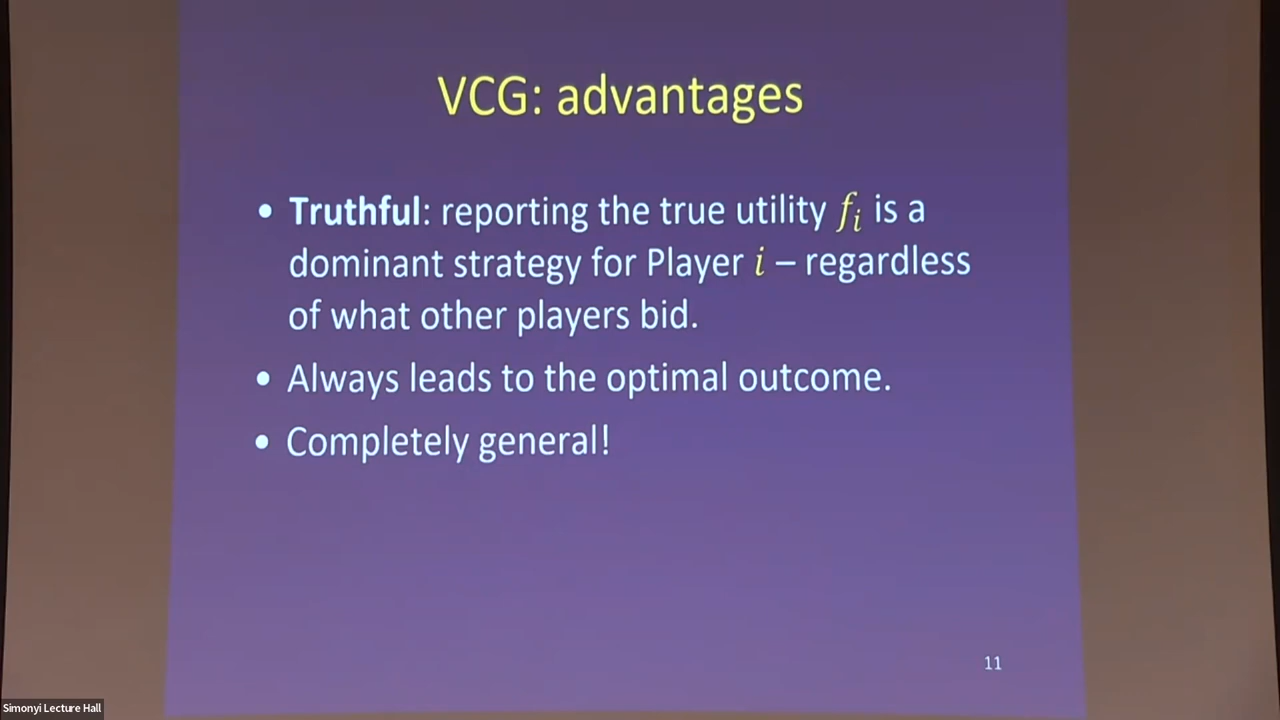 VCG: advantages
• Truthful: reporting the true utility fᵢ is a
dominant strategy for Player i – regardless
of what other players bid.
• Always leads to the optimal outcome.
• Completely general!
11
Simonyi Lecture Hall